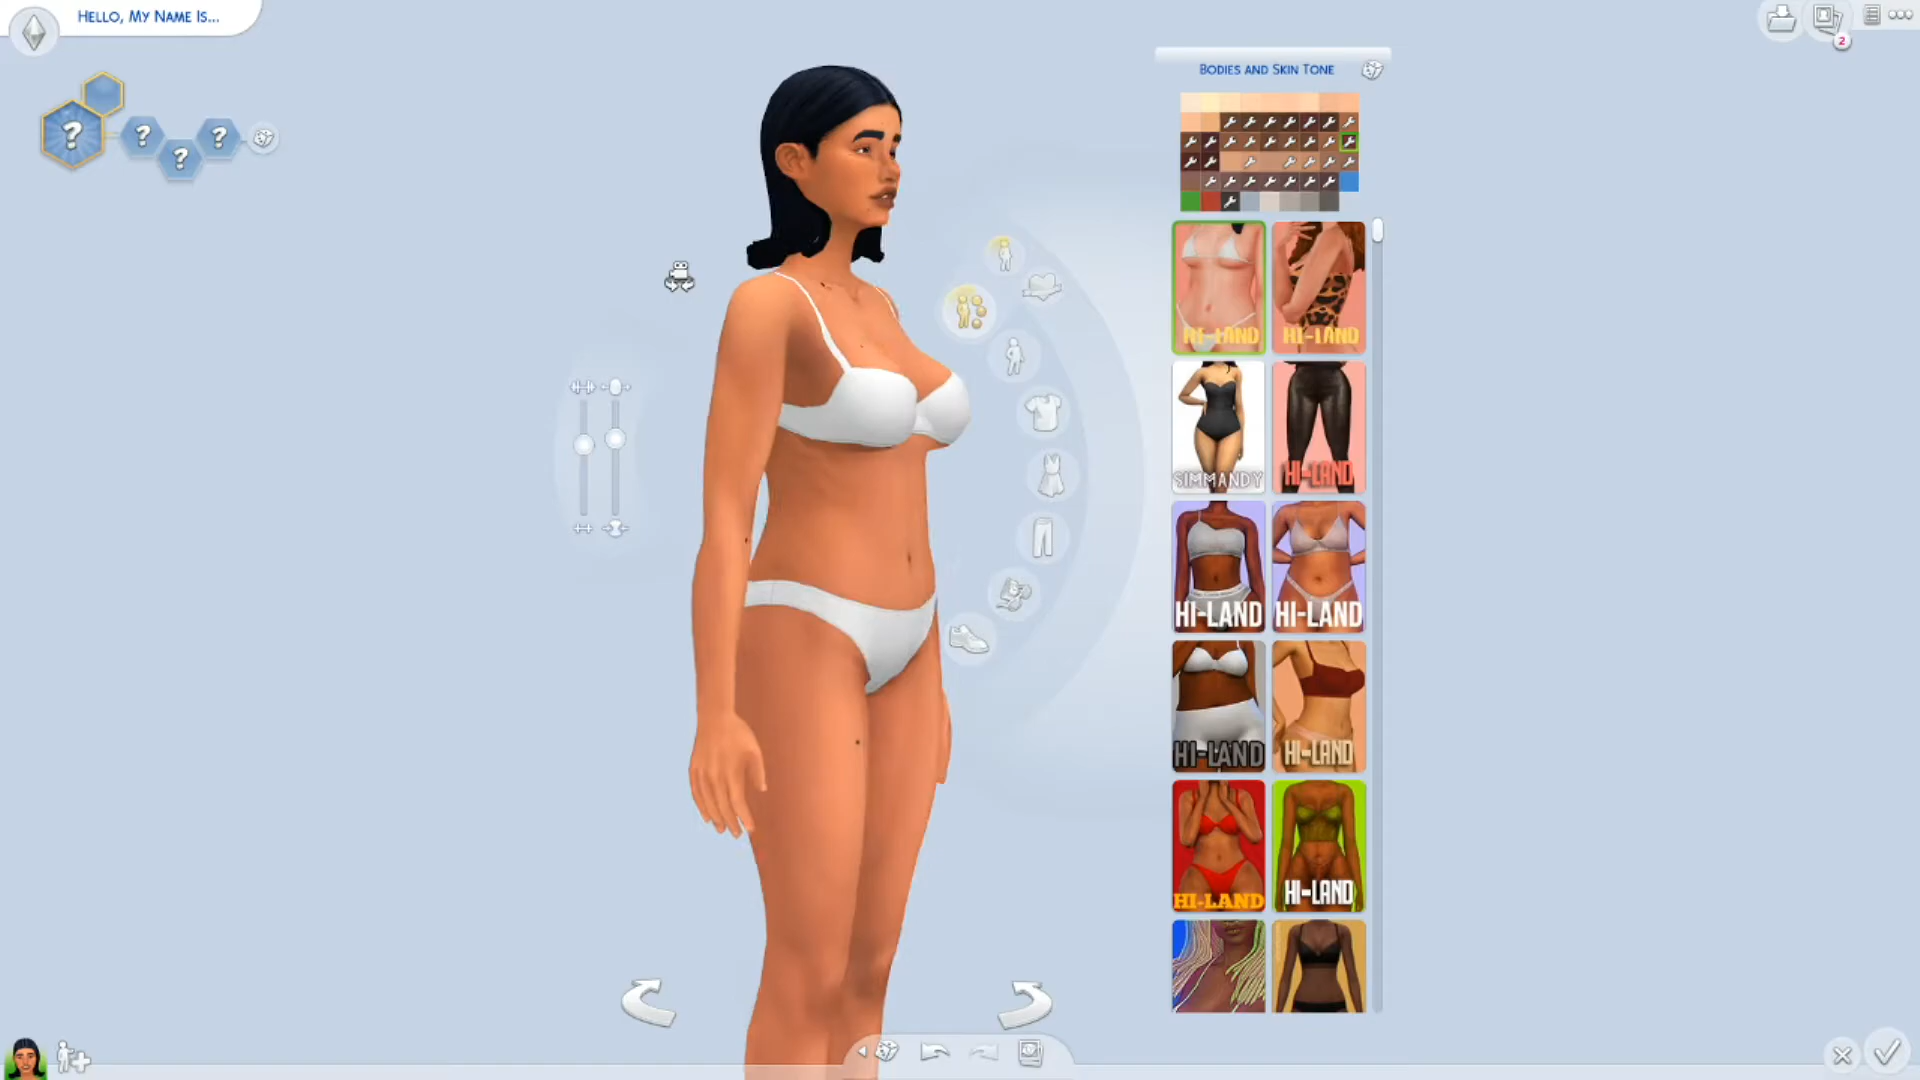 Hello, My Name Is...
2
Bodies and Skin Tone
? ? ? ?
HI-LAND HI-LAND
SIMMANDY HI-LAND
HI-LAND HI-LAND
HI-LAND HI-LAND
HI-LAND HI-LAND